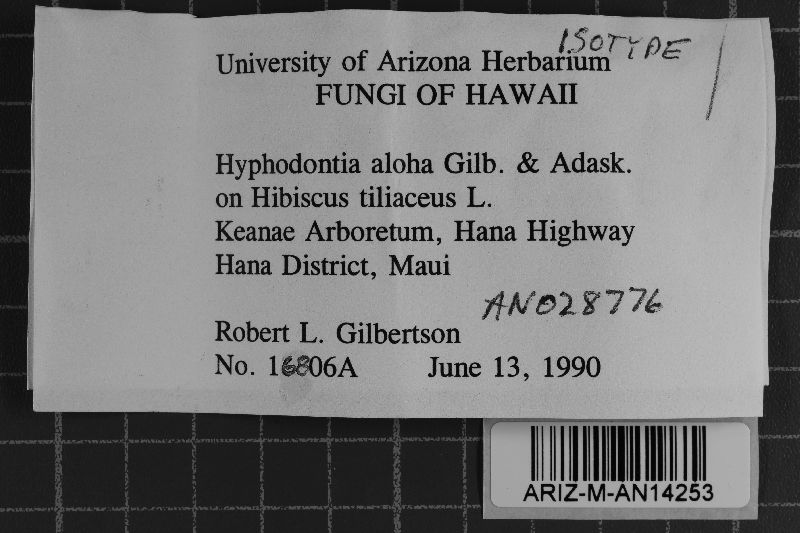 ISOTYPE
University of Arizona Herbarium
FUNGI OF HAWAII
Hyphodontia aloha Gilb. & Adask.
on Hibiscus tiliaceus L.
Keanae Arboretum, Hana Highway
Hana District, Maui
AN028776
Robert L. Gilbertson
No. 16806A June 13, 1990
ARIZ-M-AN14253